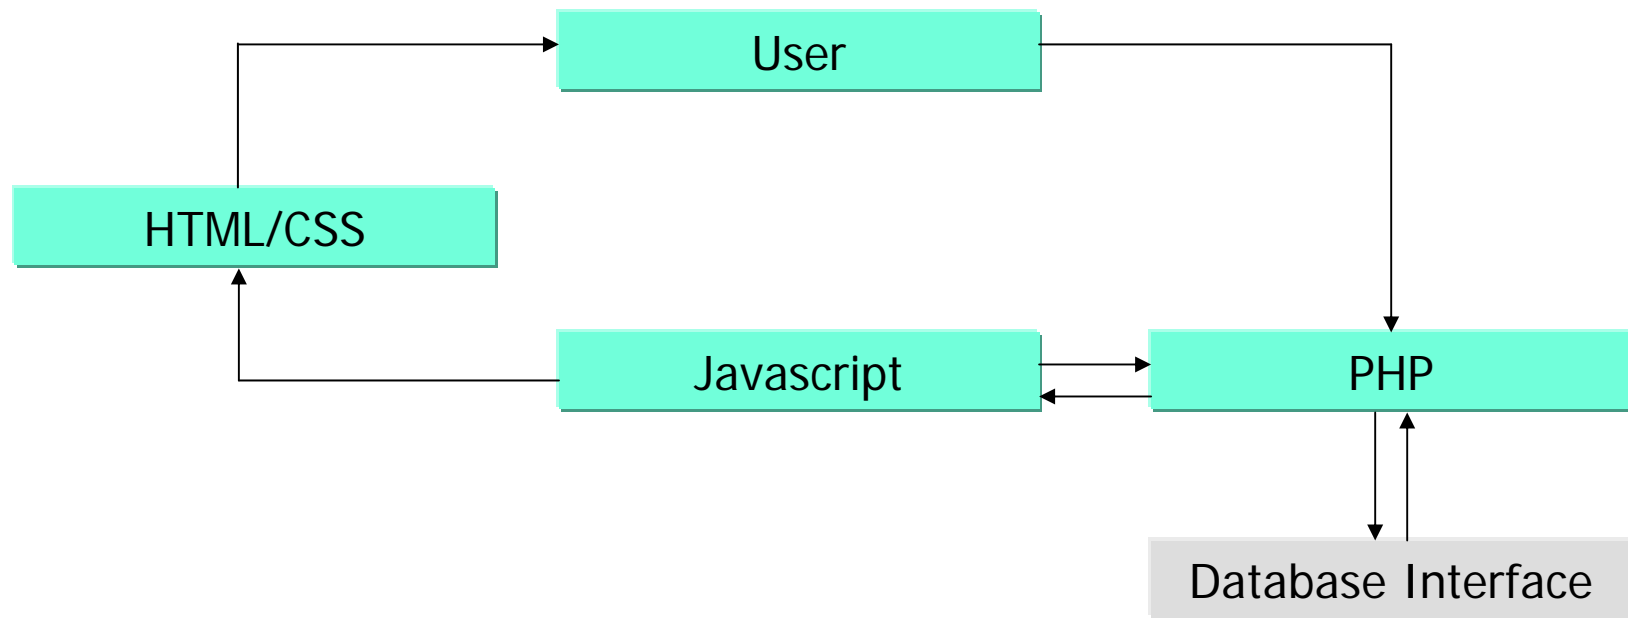 User
HTML/CSS
Javascript
PHP
Database Interface